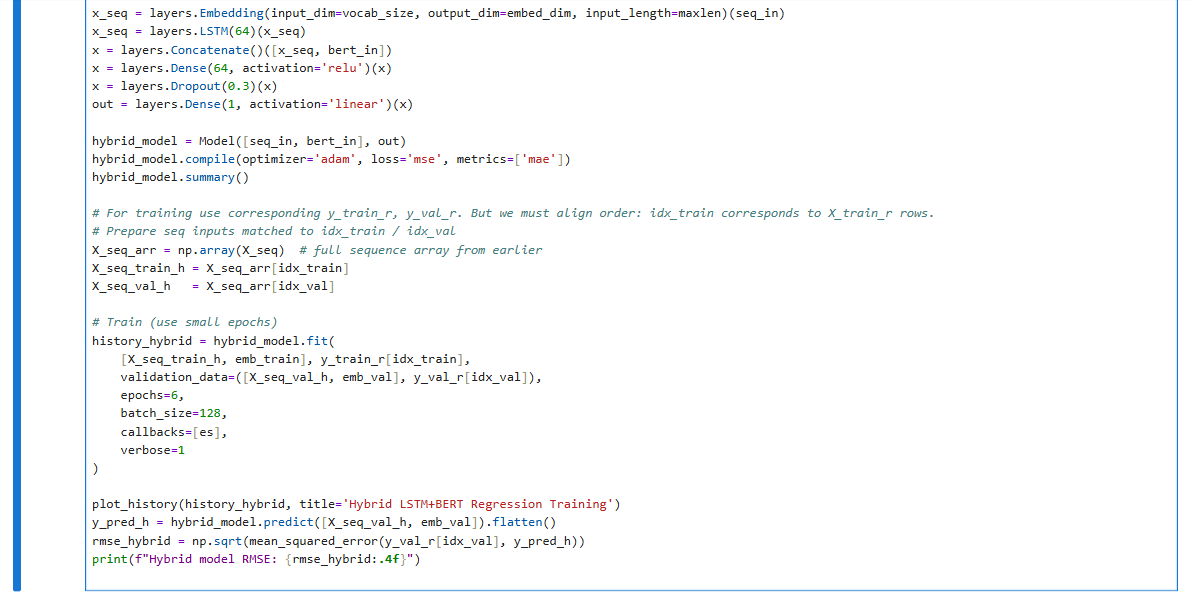 x_seq = layers.Embedding(input_dim=vocab_size, output_dim=embed_dim, input_length=maxlen)(seq_in)
x_seq = layers.LSTM(64)(x_seq)
x = layers.Concatenate()([x_seq, bert_in])
x = layers.Dense(64, activation='relu')(x)
x = layers.Dropout(0.3)(x)
out = layers.Dense(1, activation='linear')(x)

hybrid_model = Model([seq_in, bert_in], out)
hybrid_model.compile(optimizer='adam', loss='mse', metrics=['mae'])
hybrid_model.summary()

# For training use corresponding y_train_r, y_val_r. But we must align order: idx_train corresponds to X_train_r rows.
# Prepare seq inputs matched to idx_train / idx_val
X_seq_arr = np.array(X_seq)  # full sequence array from earlier
X_seq_train_h = X_seq_arr[idx_train]
X_seq_val_h   = X_seq_arr[idx_val]

# Train (use small epochs)
history_hybrid = hybrid_model.fit(
    [X_seq_train_h, emb_train], y_train_r[idx_train],
    validation_data=([X_seq_val_h, emb_val], y_val_r[idx_val]),
    epochs=6,
    batch_size=128,
    callbacks=[es],
    verbose=1
)

plot_history(history_hybrid, title='Hybrid LSTM+BERT Regression Training')
y_pred_h = hybrid_model.predict([X_seq_val_h, emb_val]).flatten()
rmse_hybrid = np.sqrt(mean_squared_error(y_val_r[idx_val], y_pred_h))
print(f"Hybrid model RMSE: {rmse_hybrid:.4f}")